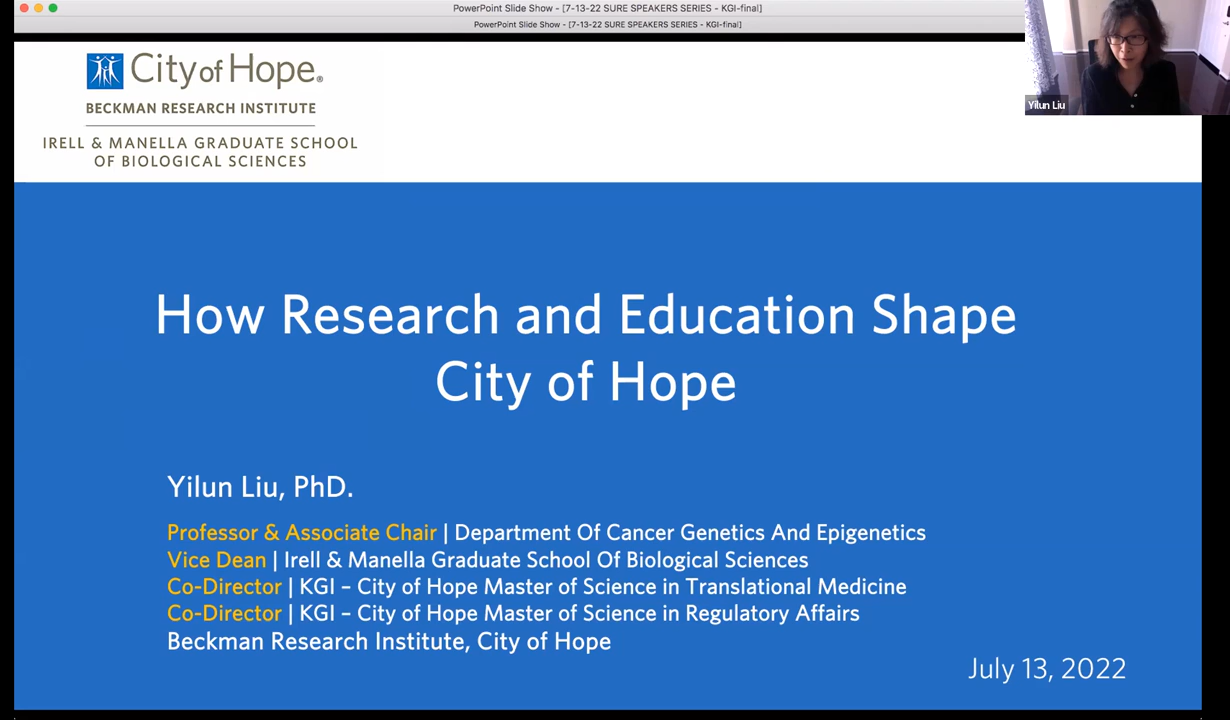 PowerPoint Slide Show - [7-13-22 SURE SPEAKERS SERIES - KGI-final]
PowerPoint Slide Show - [7-13-22 SURE SPEAKERS SERIES - KGI-final]
Yilun Liu
City of Hope®
BECKMAN RESEARCH INSTITUTE
IRELL & MANELLA GRADUATE SCHOOL
OF BIOLOGICAL SCIENCES
How Research and Education Shape
City of Hope
Yilun Liu, PhD.
Professor & Associate Chair | Department Of Cancer Genetics And Epigenetics
Vice Dean | Irell & Manella Graduate School Of Biological Sciences
Co-Director | KGI – City of Hope Master of Science in Translational Medicine
Co-Director | KGI – City of Hope Master of Science in Regulatory Affairs
Beckman Research Institute, City of Hope
July 13, 2022